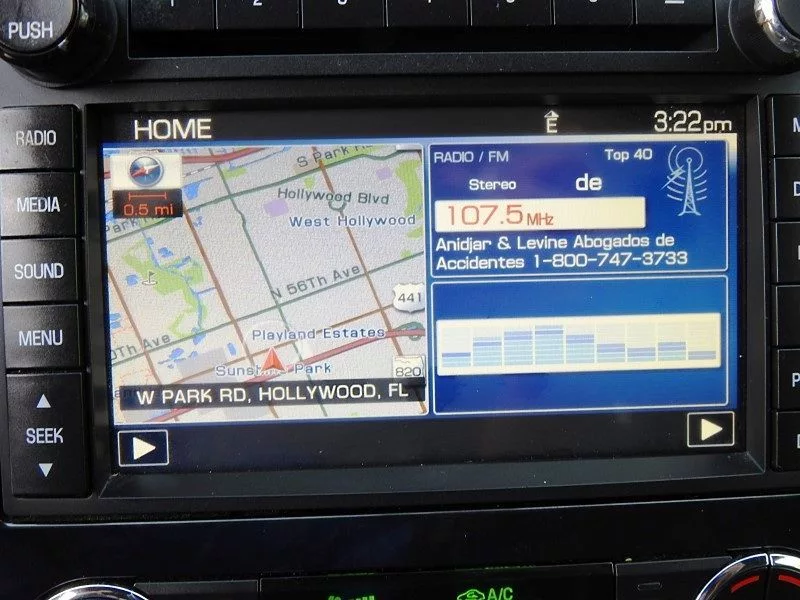 PUSH
RADIO
MEDIA
SOUND
MENU
SEEK
HOME
E
3:22pm
0.5 mi
S Park
Hollywood Blvd
West Hollywood
N 56Th Ave
441
Playland Estates
Park
820
W PARK RD, HOLLYWOOD, FL
RADIO / FM
Top 40
Stereo
de
107.5 MHz
Anidjar & Levine Abogados de
Accidentes 1-800-747-3733
A/C